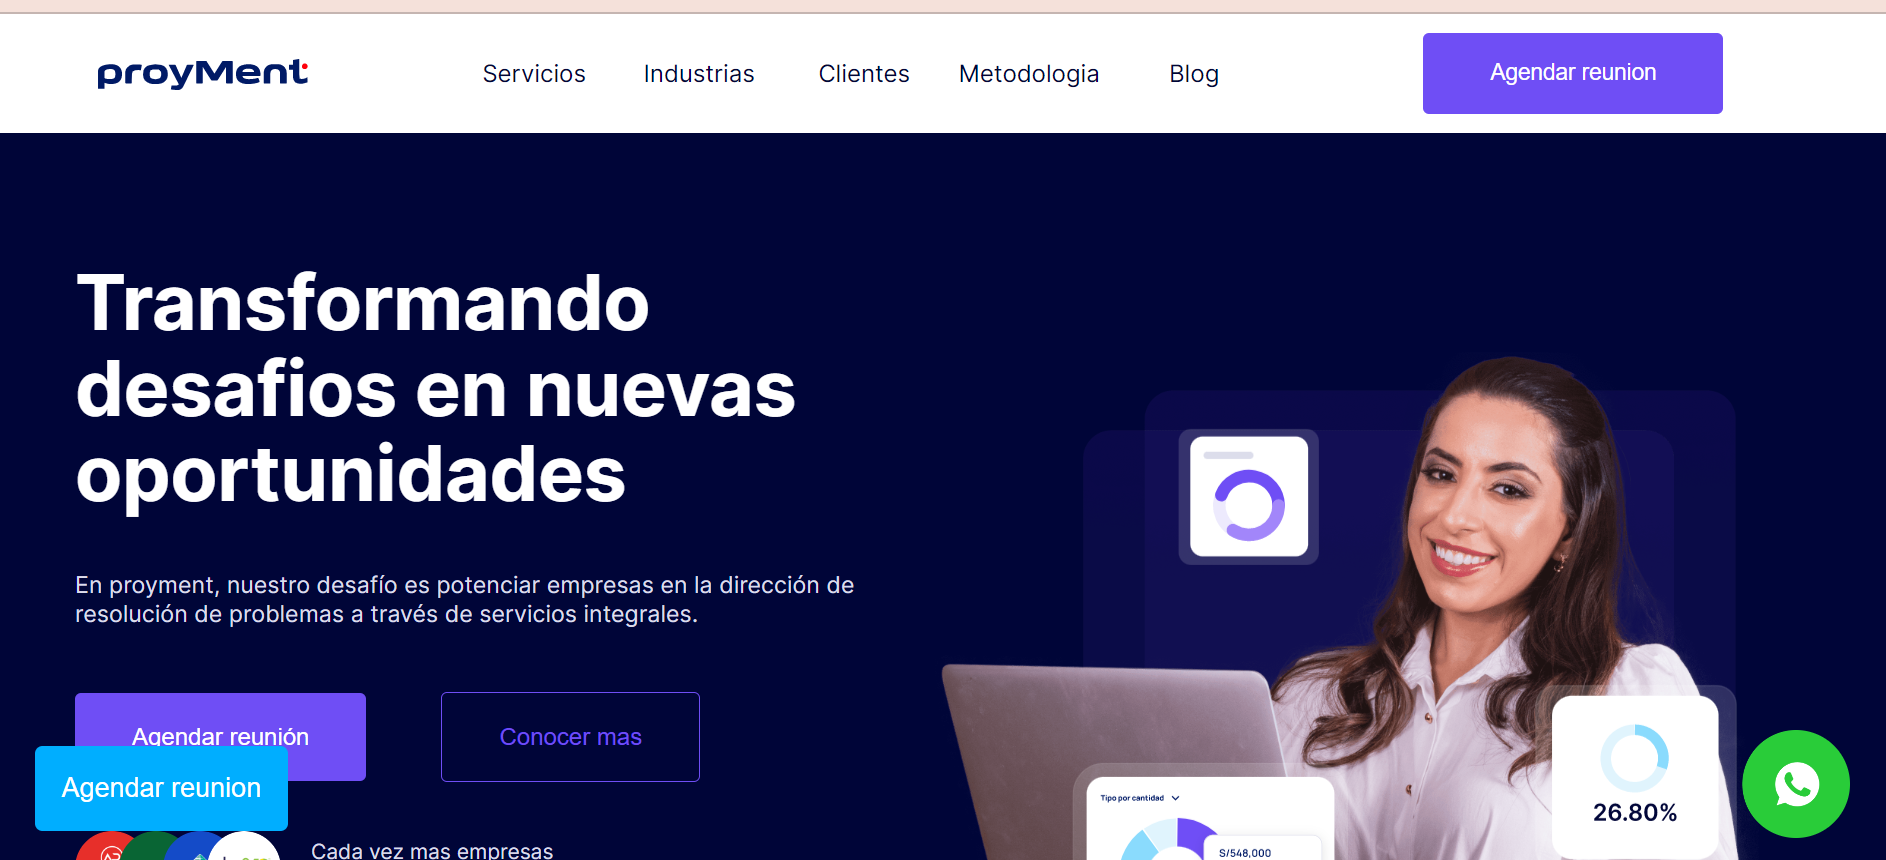 proyMent
Servicios
Industrias
Clientes
Metodologia
Blog
Agendar reunion
Transformando
desafios en nuevas
oportunidades
En proyment, nuestro desafío es potenciar empresas en la dirección de
resolución de problemas a través de servicios integrales.
Agendar reunión
Conocer mas
Agendar reunion
Cada vez mas empresas
Tipo por cantidad
S/548,000
26.80%